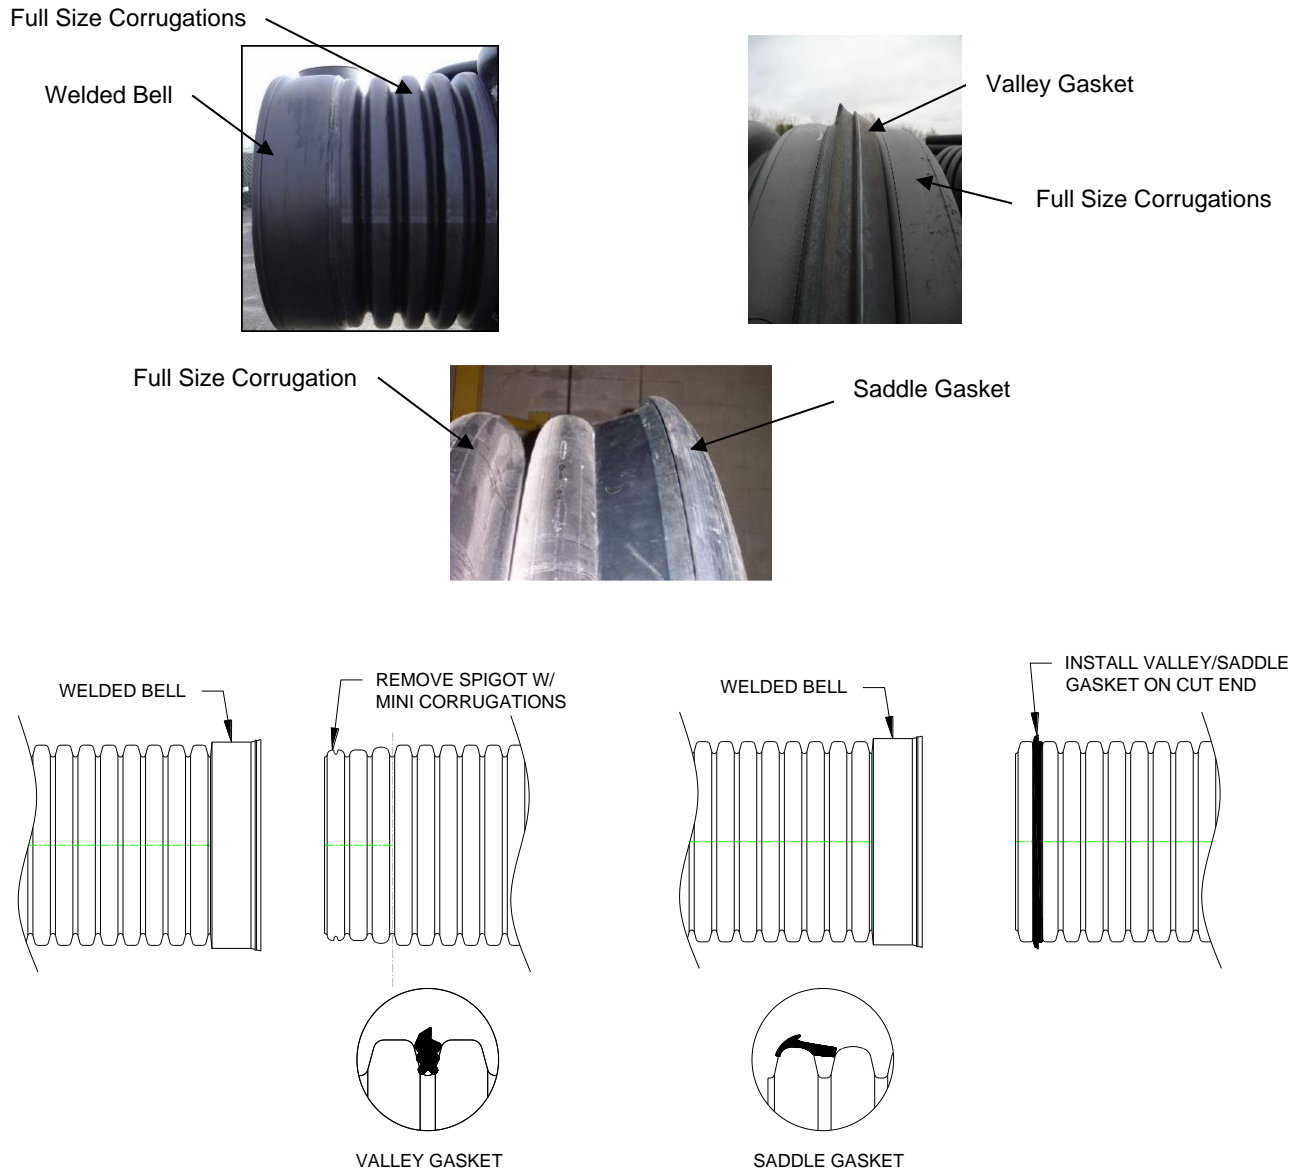 Full Size Corrugations
Welded Bell
Valley Gasket
Full Size Corrugations
Full Size Corrugation
Saddle Gasket
WELDED BELL
REMOVE SPIGOT W/
MINI CORRUGATIONS
WELDED BELL
INSTALL VALLEY/SADDLE
GASKET ON CUT END
VALLEY GASKET
SADDLE GASKET